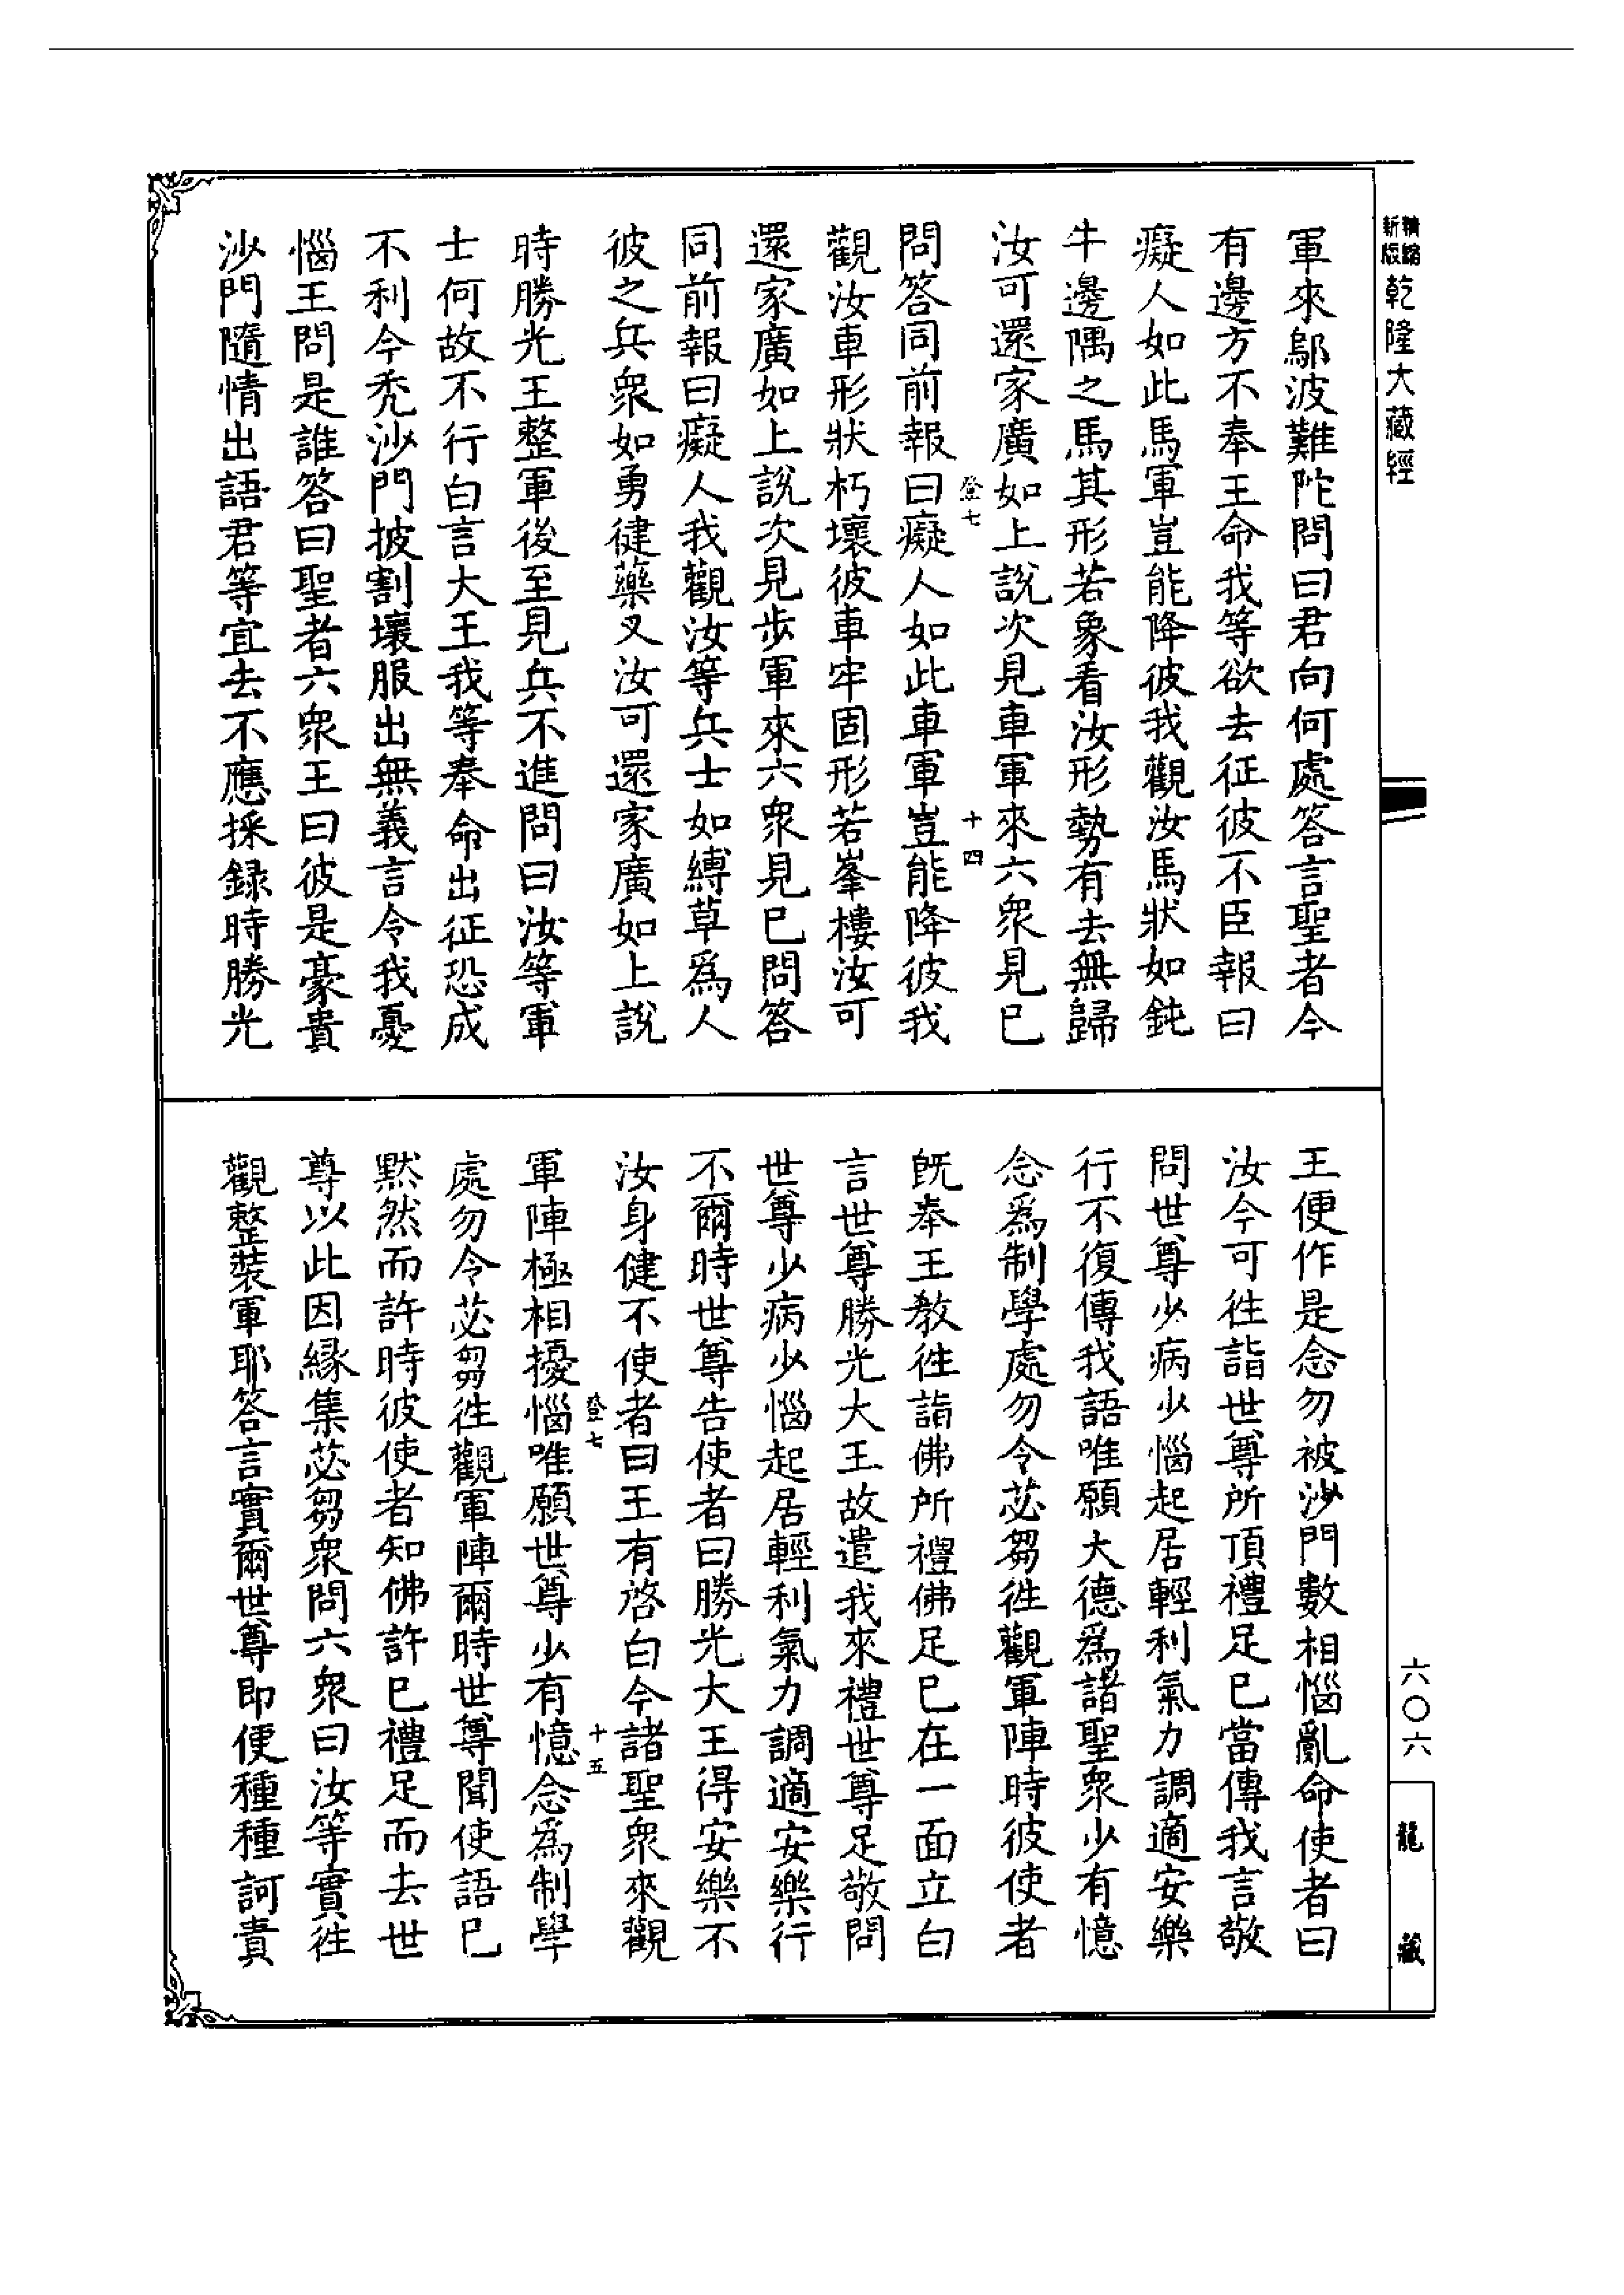 新編縮版乾隆大藏經
軍來鄔波難陀問曰君向何處答言聖者今
有邊方不奉王命我等欲去征彼不臣報曰
癡人如此馬軍豈能降彼我觀汝馬狀如鈍
牛邊隅之馬其形若象看汝形勢有去無歸
汝可還家廣如上說次見車軍來六衆見已
登七 十四
問答同前報曰癡人如此車軍豈能降彼我
觀汝車形狀朽壞彼車牢固形若峯樓汝可
還家廣如上說次見步軍來六衆見已問答
同前報曰癡人我觀汝等兵士如縛草爲人
彼之兵衆如勇健藥叉汝可還家廣如上說
時勝光王整軍後至見兵不進問曰汝等軍
士何故不行白言大王我等奉命出征恐成
不利今禿沙門披割壞服出無義言令我憂
惱王問是誰答曰聖者六衆王曰彼是豪貴
沙門隨情出語君等宜去不應採録時勝光
王便作是念勿被沙門數相惱亂命使者曰
汝今可往詣世尊所頂禮足已當傳我言敬
問世尊少病少惱起居輕利氣力調適安樂
行不復傳我語唯願大德爲諸聖衆少有憶
念爲制學處勿令苾芻往觀軍陣時彼使者
旣奉王教往詣佛所禮佛足已在一面立白
言世尊勝光大王故遣我來禮世尊足敬問
世尊少病少惱起居輕利氣力調適安樂行
不爾時世尊告使者曰勝光大王得安樂不
汝身健不使者曰王有啓白今諸聖衆來觀
登七 十五
軍陣極相擾惱唯願世尊少有憶念爲制學
處勿令苾芻往觀軍陣爾時世尊聞使語已
默然而許時彼使者知佛許已禮足而去世
尊以此因緣集苾芻衆問六衆曰汝等實往
觀整裝軍耶答言實爾世尊即便種種訶責
六〇六
龍藏